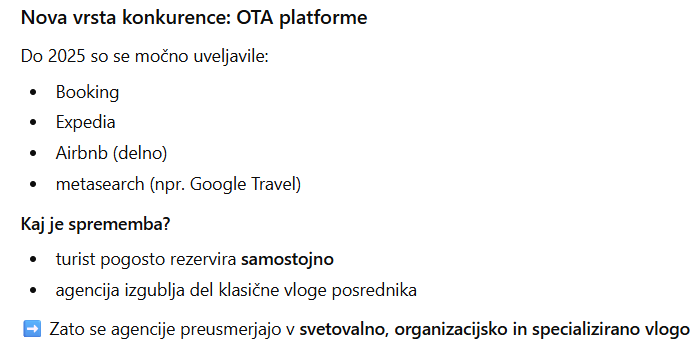 Nova vrsta konkurence: OTA platforme
Do 2025 so se močno uveljavile:
• Booking
• Expedia
• Airbnb (delno)
• metasearch (npr. Google Travel)
Kaj je sprememba?
• turist pogosto rezervira samostojno
• agencija izgublja del klasične vloge posrednika
➡️ Zato se agencije preusmerjajo v svetovalno, organizacijsko in specializirano vlogo